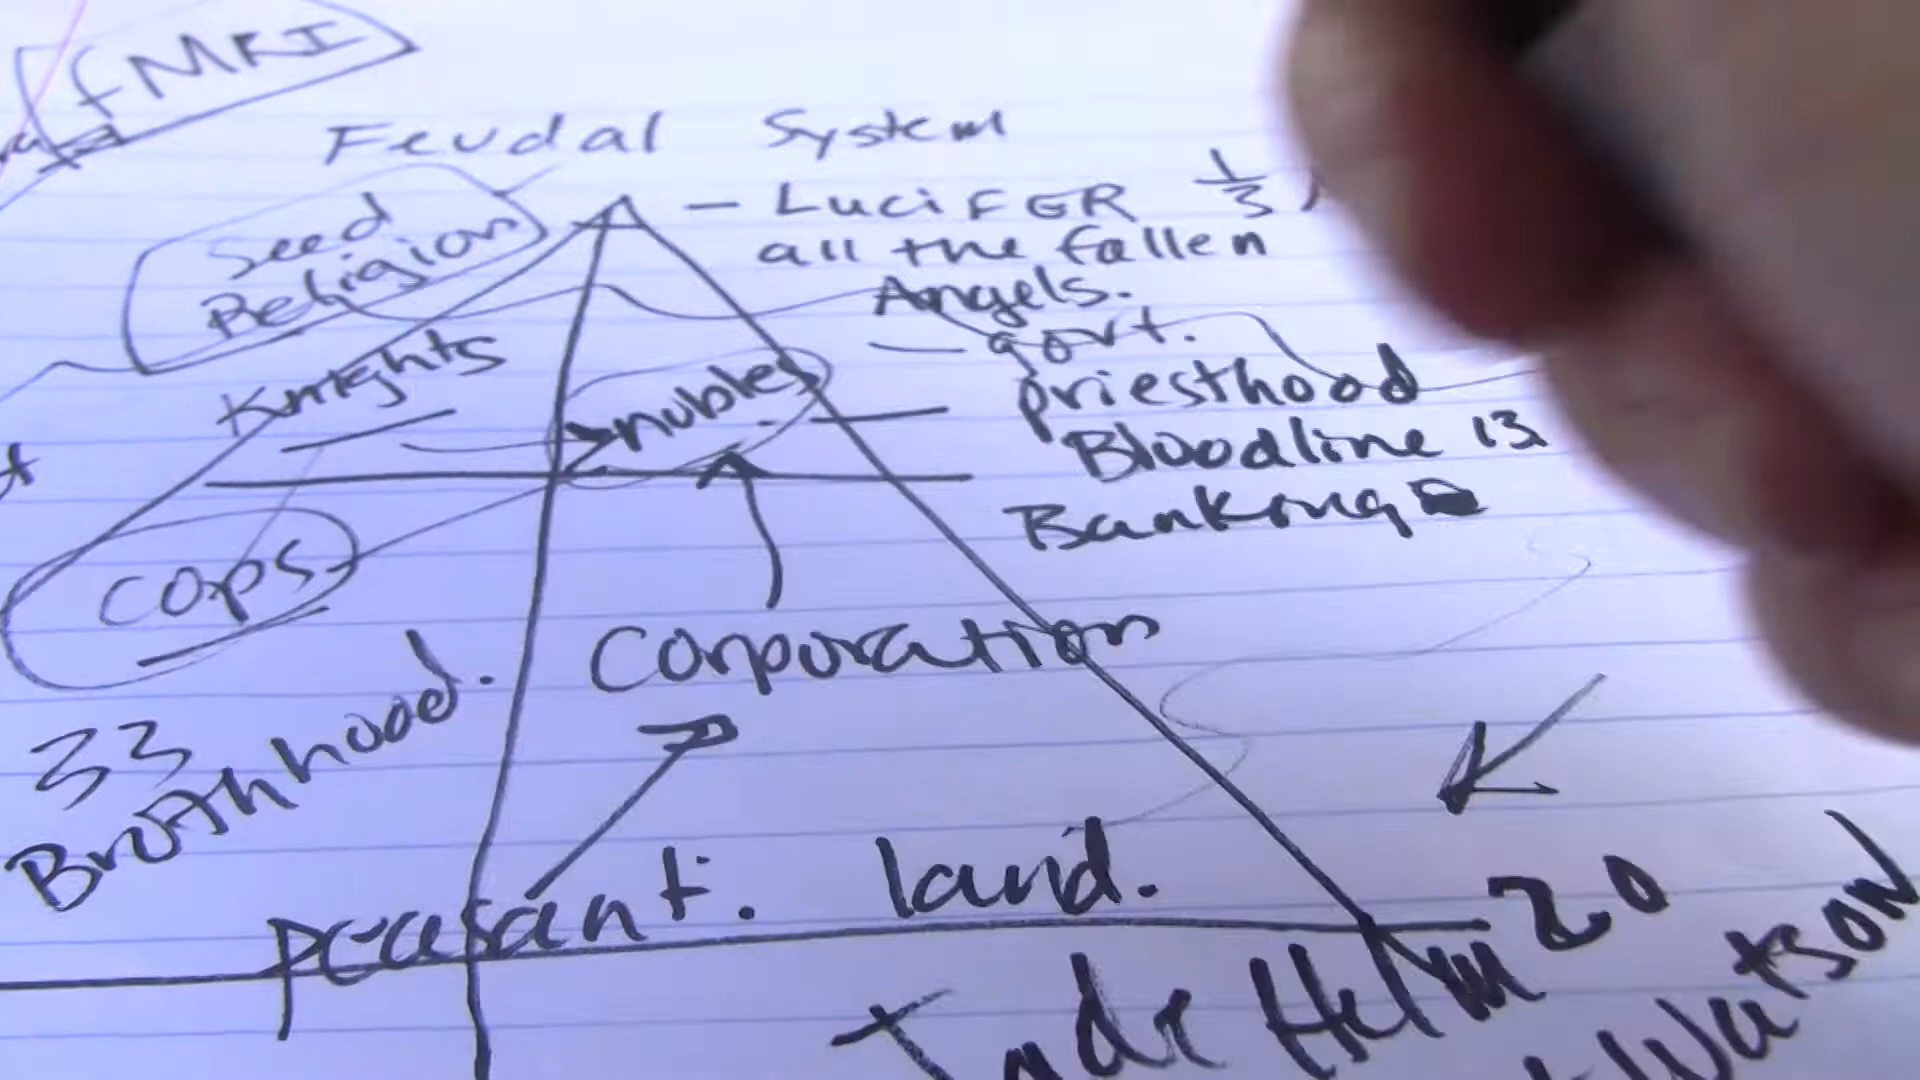 fMRI
Feudal System
Seed
Religion
- LuciFER 1/3
all the fallen
Angels.
- govt.
Knights
nobles
priesthood
Bloodline 13
Banking
cops
Corporation
33
Brothhood.
peasant. land.
Jade Helm 20
Watson